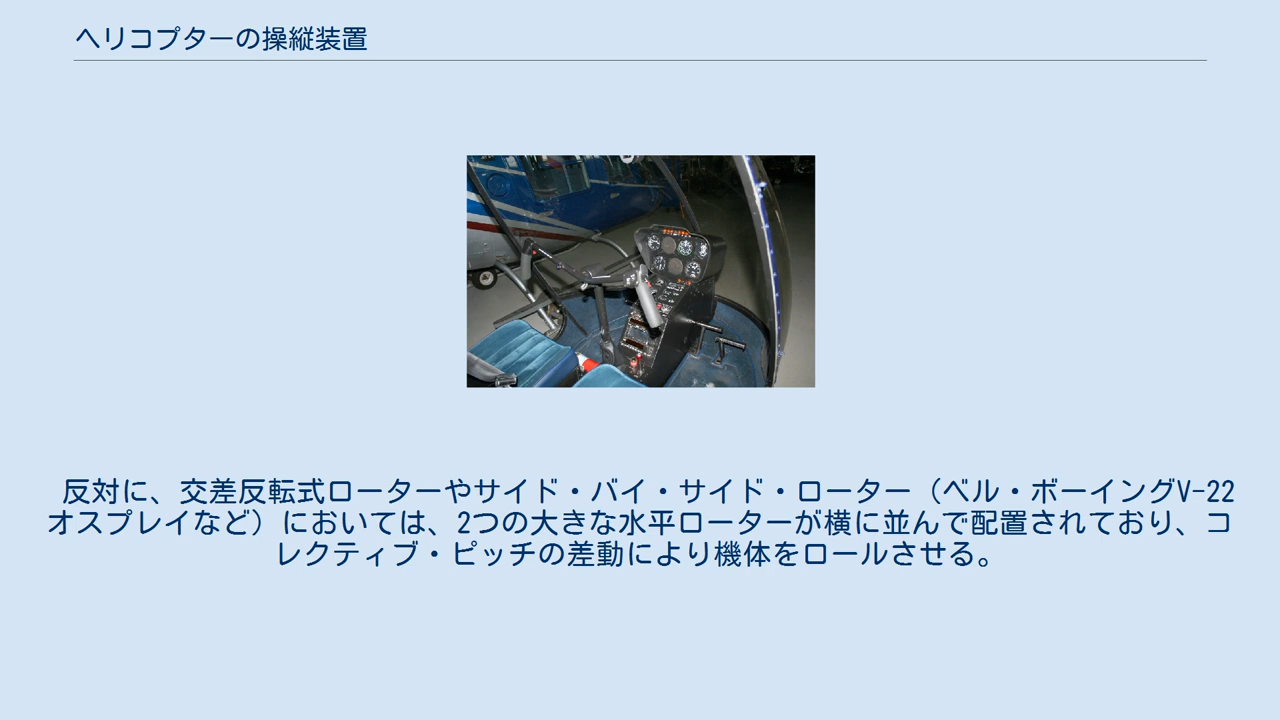 ヘリコプターの操縦装置
反対に、交差反転式ローターやサイド・バイ・サイド・ローター（ベル・ボーイングV-22
オスプレイなど）においては、2つの大きな水平ローターが横に並んで配置されており、コ
レクティブ・ピッチの差動により機体をロールさせる。